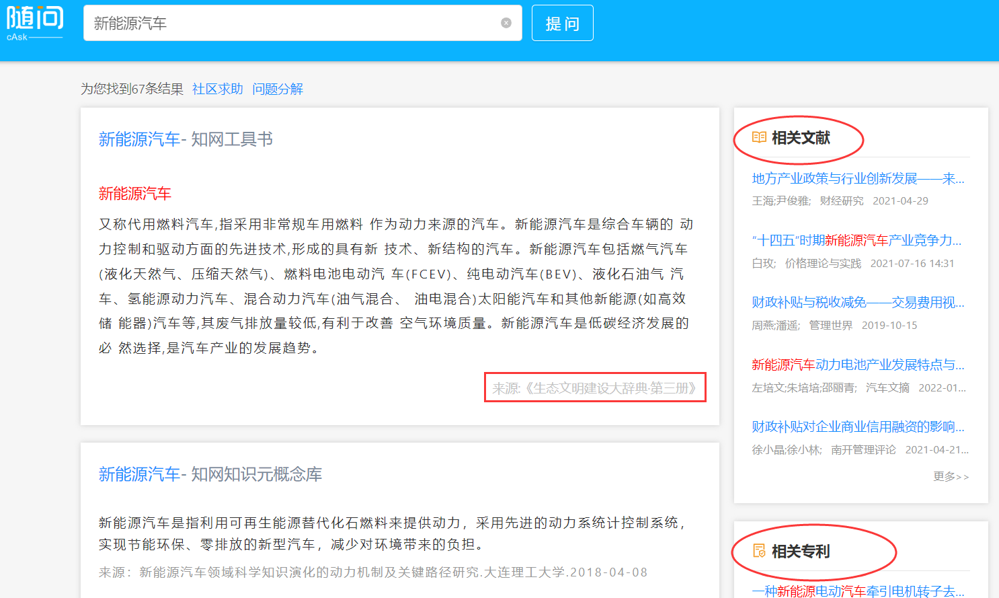 随问
cAsk
新能源汽车
提问
为您找到67条结果 社区求助 问题分解
新能源汽车- 知网工具书
新能源汽车
又称代用燃料汽车,指采用非常规车用燃料 作为动力来源的汽车。新能源汽车是综合车辆的 动
力控制和驱动方面的先进技术,形成的具有新 技术、新结构的汽车。新能源汽车包括燃气汽车
(液化天然气、压缩天然气)、燃料电池电动汽 车(FCEV)、纯电动汽车(BEV)、液化石油气 汽
车、氢能源动力汽车、混合动力汽车(油气混合、 油电混合)太阳能汽车和其他新能源(如高效
储 能器)汽车等,其废气排放量较低,有利于改善 空气环境质量。新能源汽车是低碳经济发展的
必 然选择,是汽车产业的发展趋势。
来源:《生态文明建设大辞典·第三册》
新能源汽车- 知网知识元概念库
新能源汽车是指利用可再生能源替代化石燃料来提供动力，采用先进的动力系统计控制系统，
实现节能环保、零排放的新型汽车，减少对环境带来的负担。
来源：新能源汽车领域科学知识演化的动力机制及关键路径研究.大连理工大学.2018-04-08
相关文献
地方产业政策与行业创新发展——来...
王海;尹俊雅; 财经研究 2021-04-29
“十四五”时期新能源汽车产业竞争力...
白玫; 价格理论与实践 2021-07-16 14:31
财政补贴与税收减免——交易费用视...
周燕;潘遥; 管理世界 2019-10-15
新能源汽车动力电池产业发展特点与...
左培文;朱培培;邵丽青; 汽车文摘 2022-01...
财政补贴对企业商业信用融资的影响...
徐小晶;徐小林; 南开管理评论 2021-04-21...
更多>>
相关专利
一种新能源电动汽车牵引电机转子去...